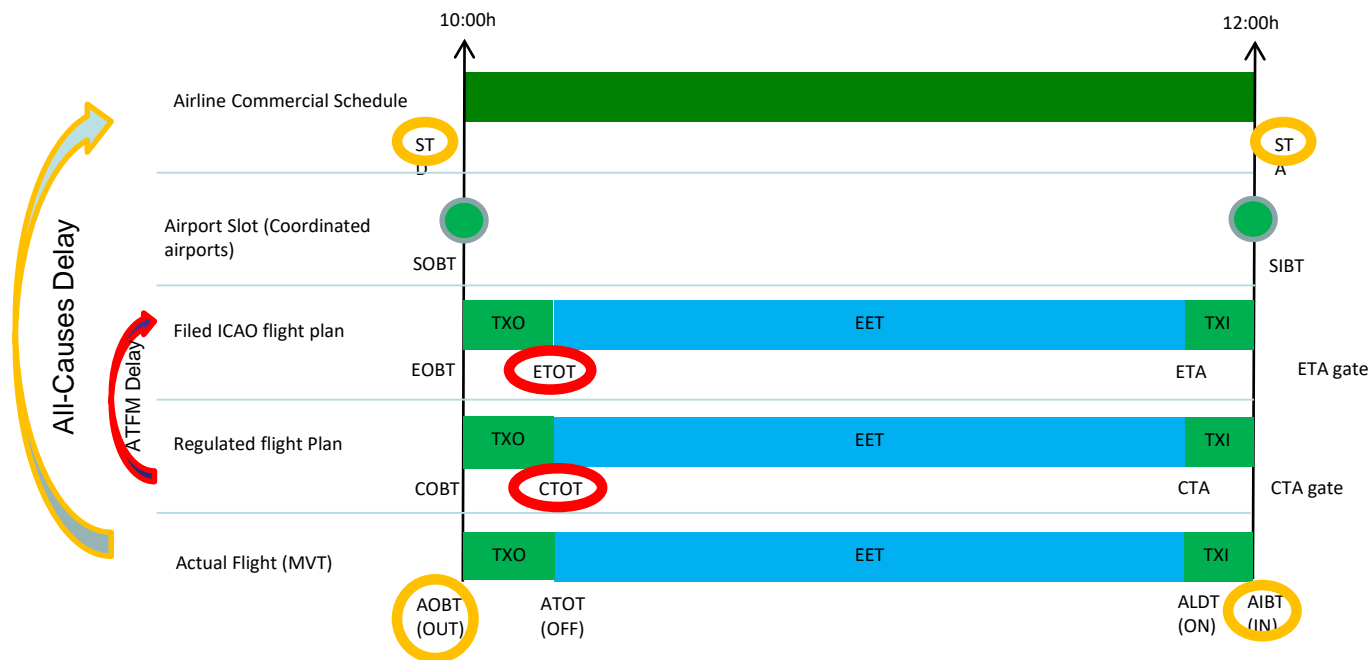 10:00h
12:00h
Airline Commercial Schedule
ST
D
ST
A
Airport Slot (Coordinated
airports)
SOBT
SIBT
All-Causes Delay
ATFM Delay
Filed ICAO flight plan
TXO
EET
TXI
EOBT
ETOT
ETA
ETA gate
Regulated flight Plan
TXO
EET
TXI
COBT
CTOT
CTA
CTA gate
Actual Flight (MVT)
TXO
EET
TXI
AOBT
(OUT)
ATOT
(OFF)
ALDT
(ON)
AIBT
(IN)